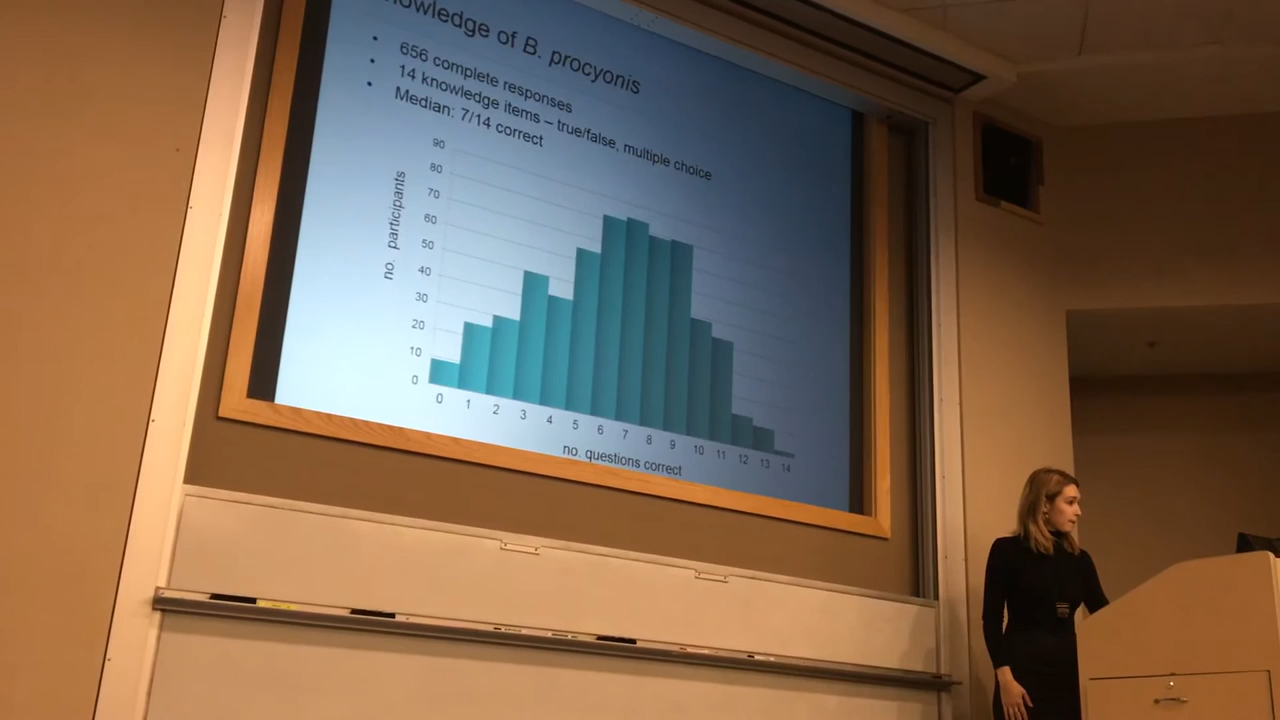 nowledge of B. procyonis
• 656 complete responses
• 14 knowledge items – true/false, multiple choice
• Median: 7/14 correct
90
80
70
60
50
40
30
20
10
0
no. participants
0 1 2 3 4 5 6 7 8 9 10 11 12 13 14
no. questions correct